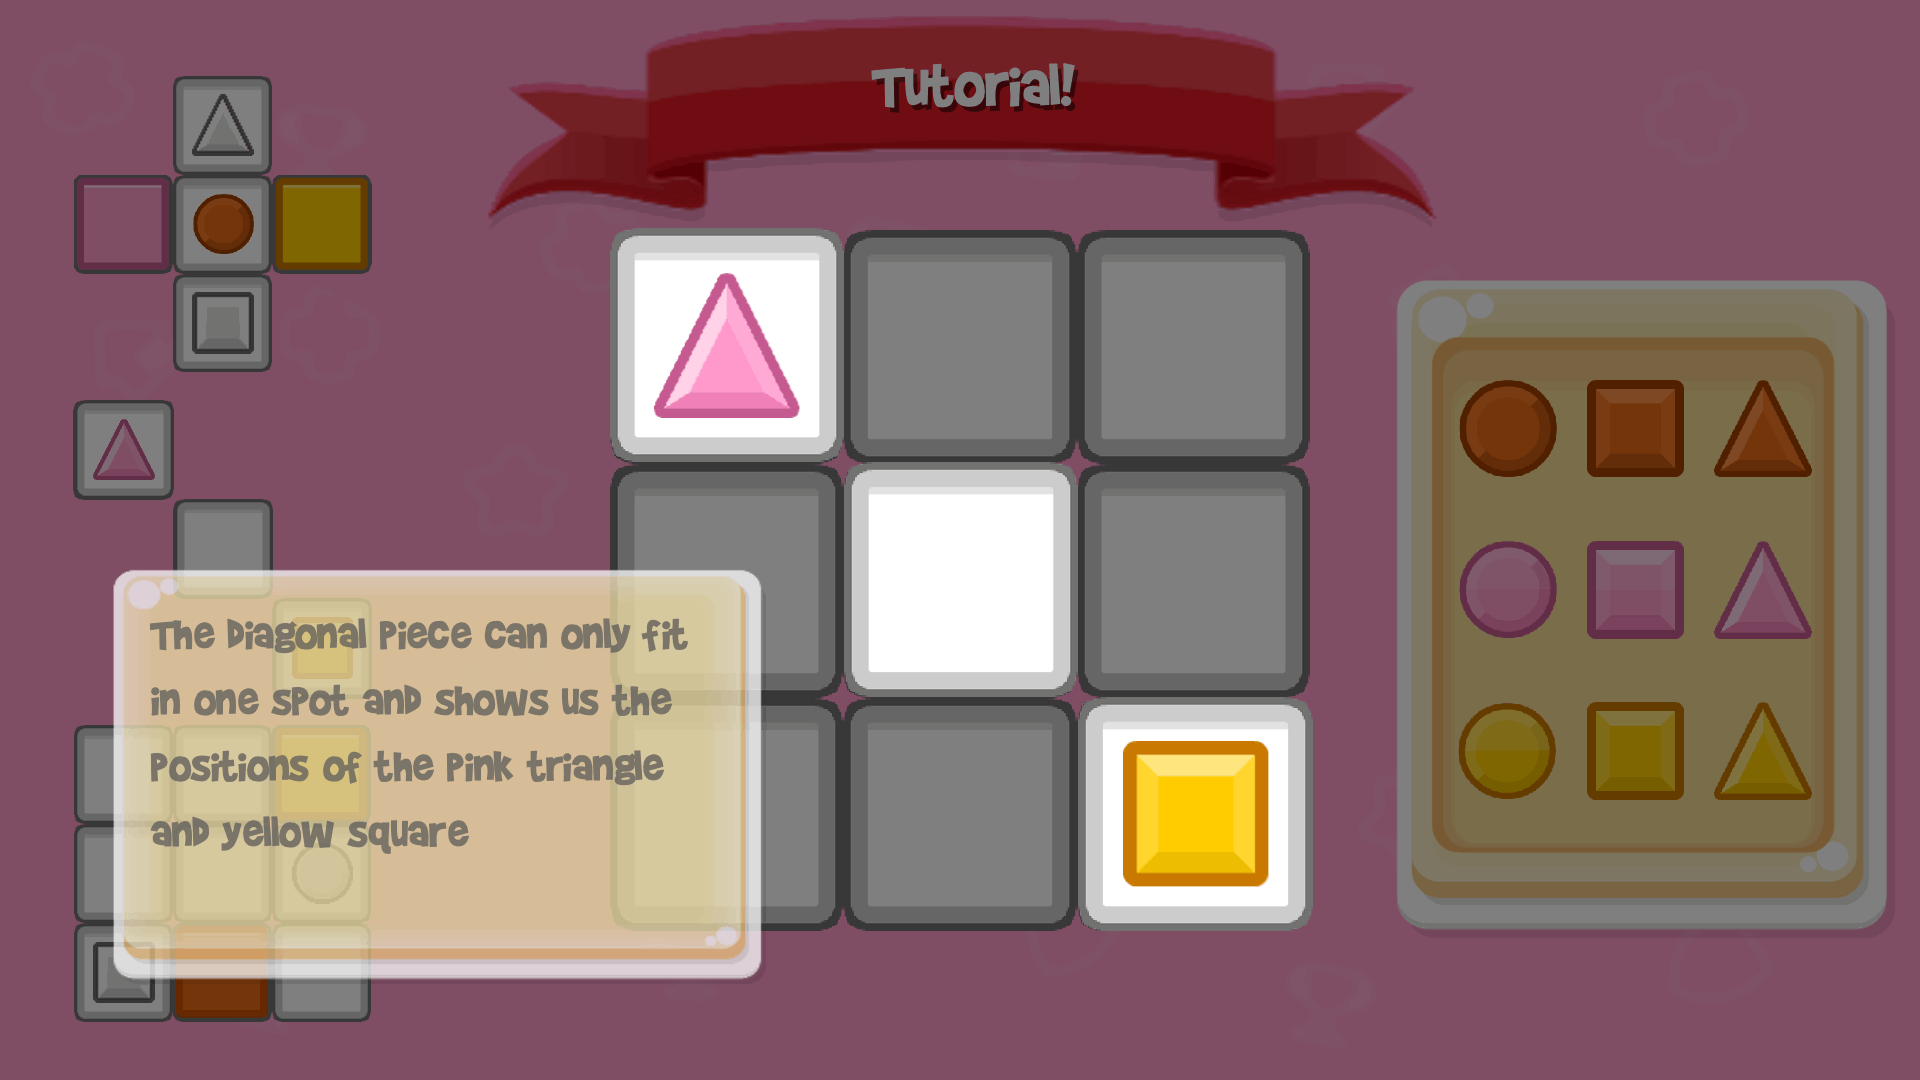 Tutorial!
The Diagonal Piece can only fit
in one spot and shows us the
Positions of the Pink triangle
and yellow square